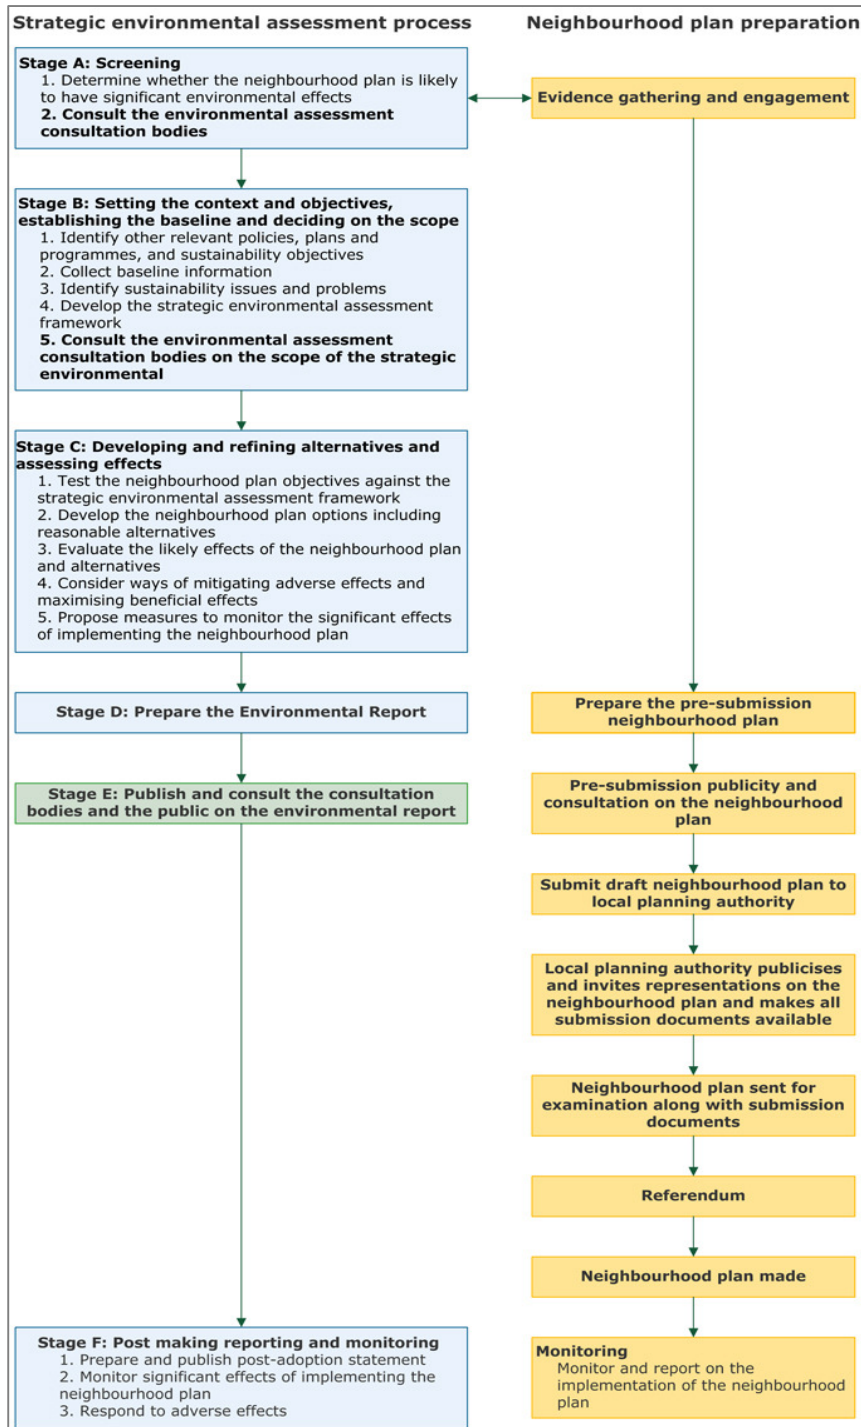 Strategic environmental assessment process
Neighbourhood plan preparation
Stage A: Screening
1. Determine whether the neighbourhood plan is likely
to have significant environmental effects
2. Consult the environmental assessment
consultation bodies
Evidence gathering and engagement
Stage B: Setting the context and objectives,
establishing the baseline and deciding on the scope
1. Identify other relevant policies, plans and
programmes, and sustainability objectives
2. Collect baseline information
3. Identify sustainability issues and problems
4. Develop the strategic environmental assessment
framework
5. Consult the environmental assessment
consultation bodies on the scope of the strategic
environmental
Stage C: Developing and refining alternatives and
assessing effects
1. Test the neighbourhood plan objectives against the
strategic environmental assessment framework
2. Develop the neighbourhood plan options including
reasonable alternatives
3. Evaluate the likely effects of the neighbourhood plan
and alternatives
4. Consider ways of mitigating adverse effects and
maximising beneficial effects
5. Propose measures to monitor the significant effects
of implementing the neighbourhood plan
Stage D: Prepare the Environmental Report
Prepare the pre-submission
neighbourhood plan
Stage E: Publish and consult the consultation
bodies and the public on the environmental report
Pre-submission publicity and
consultation on the neighbourhood
plan
Submit draft neighbourhood plan to
local planning authority
Local planning authority publicises
and invites representations on the
neighbourhood plan and makes all
submission documents available
Neighbourhood plan sent for
examination along with submission
documents
Referendum
Neighbourhood plan made
Stage F: Post making reporting and monitoring
1. Prepare and publish post-adoption statement
2. Monitor significant effects of implementing the
neighbourhood plan
3. Respond to adverse effects
Monitoring
Monitor and report on the
implementation of the neighbourhood
plan